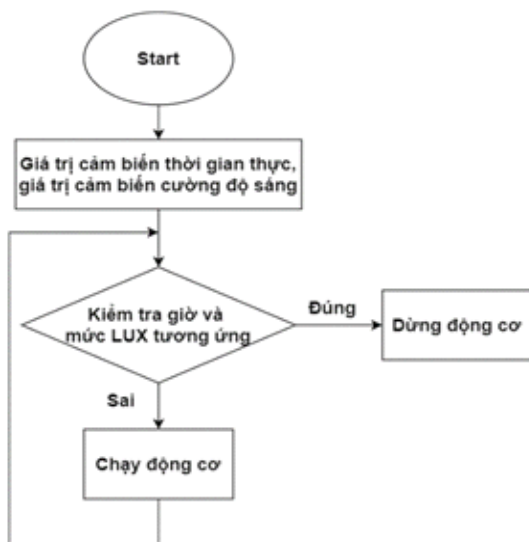 Start
Giá trị cảm biến thời gian thực,
giá trị cảm biến cường độ sáng
Kiểm tra giờ và
mức LUX tương ứng
Đúng
Dừng động cơ
Sai
Chạy động cơ